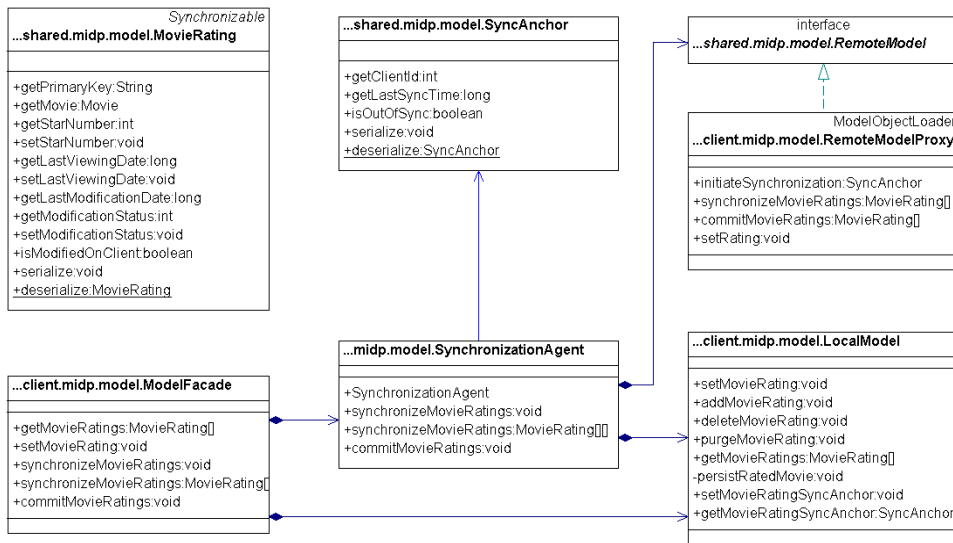 Synchronizable
...shared.midp.model.MovieRating
+getPrimaryKey:String
+getMovie:Movie
+getStarNumber:int
+setStarNumber:void
+getLastViewingDate:long
+setLastViewingDate:void
+getLastModificationDate:long
+getModificationStatus:int
+setModificationStatus:void
+isModifiedOnClient:boolean
+serialize:void
+deserialize:MovieRating
...shared.midp.model.SyncAnchor
+getClientId:int
+getLastSyncTime:long
+isOutOfSync:boolean
+serialize:void
+deserialize:SyncAnchor
interface
...shared.midp.model.RemoteModel
ModelObjectLoader
...client.midp.model.RemoteModelProxy
+initiateSynchronization:SyncAnchor
+synchronizeMovieRatings:MovieRating[]
+commitMovieRatings:MovieRating[]
+setRating:void
...client.midp.model.ModelFacade
+getMovieRatings:MovieRating[]
+setMovieRating:void
+synchronizeMovieRatings:void
+synchronizeMovieRatings:MovieRating[
+commitMovieRatings:void
...midp.model.SynchronizationAgent
+SynchronizationAgent
+synchronizeMovieRatings:void
+synchronizeMovieRatings:MovieRating[][]
+commitMovieRatings:void
...client.midp.model.LocalModel
+setMovieRating:void
+addMovieRating:void
+deleteMovieRating:void
+purgeMovieRating:void
+getMovieRatings:MovieRating[]
-persistRatedMovie:void
+setMovieRatingSyncAnchor:void
+getMovieRatingSyncAnchor:SyncAnchor